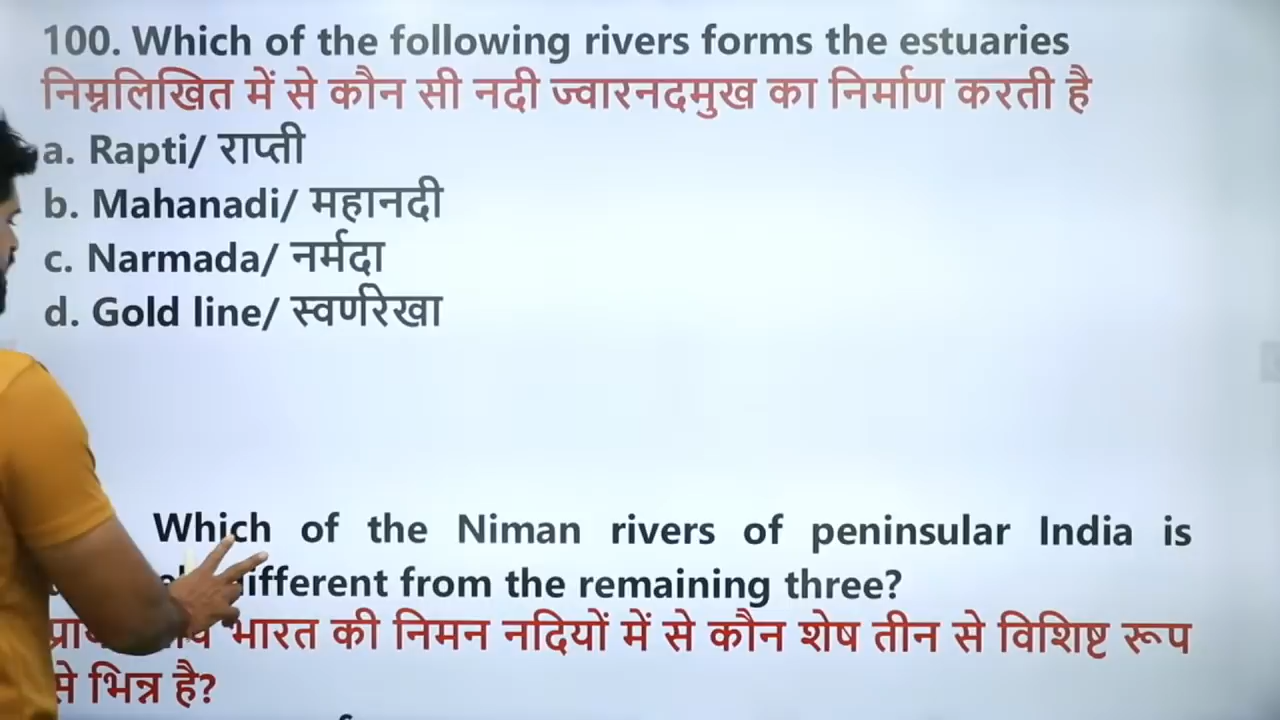 100. Which of the following rivers forms the estuaries
निम्नलिखित में से कौन सी नदी ज्वारनदमुख का निर्माण करती है
a. Rapti/ राप्ती
b. Mahanadi/ महानदी
c. Narmada/ नर्मदा
d. Gold line/ स्वर्णरेखा
Which of the Niman rivers of peninsular India is
different from the remaining three?
भारत की निमन नदियों में से कौन शेष तीन से विशिष्ट रूप
से भिन्न है?